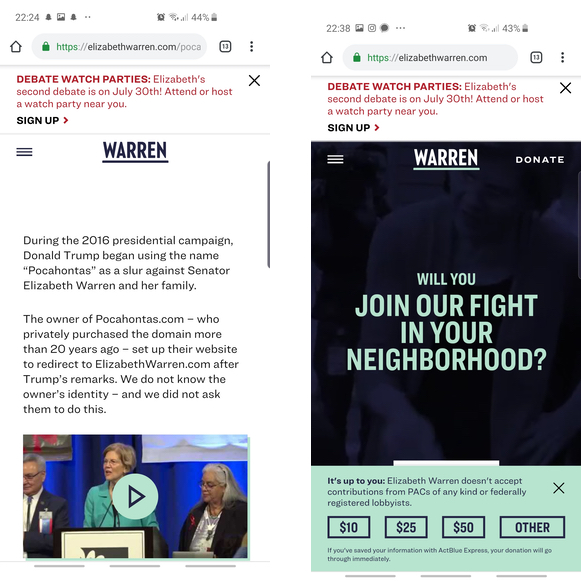 22:24
44%
https://elizabethwarren.com/poca
13
DEBATE WATCH PARTIES: Elizabeth's
second debate is on July 30th! Attend or host
a watch party near you.
SIGN UP >
WARREN
During the 2016 presidential campaign,
Donald Trump began using the name
“Pocahontas” as a slur against Senator
Elizabeth Warren and her family.
The owner of Pocahontas.com – who
privately purchased the domain more
than 20 years ago – set up their website
to redirect to ElizabethWarren.com after
Trump's remarks. We do not know the
owner's identity – and we did not ask
them to do this.
22:38
43%
https://elizabethwarren.com
13
DEBATE WATCH PARTIES: Elizabeth's
second debate is on July 30th! Attend or host
a watch party near you.
SIGN UP >
WARREN
DONATE
WILL YOU
JOIN OUR FIGHT
IN YOUR
NEIGHBORHOOD?
It's up to you: Elizabeth Warren doesn't accept
contributions from PACs of any kind or federally
registered lobbyists.
$10
$25
$50
OTHER
If you've saved your information with ActBlue Express, your donation will go
through immediately.